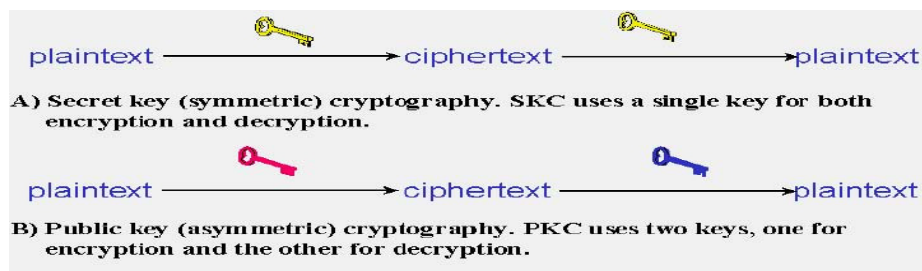 plaintext ciphertext plaintext
A) Secret key (symmetric) cryptography. SKC uses a single key for both
encryption and decryption.
plaintext ciphertext plaintext
B) Public key (asymmetric) cryptography. PKC uses two keys, one for
encryption and the other for decryption.